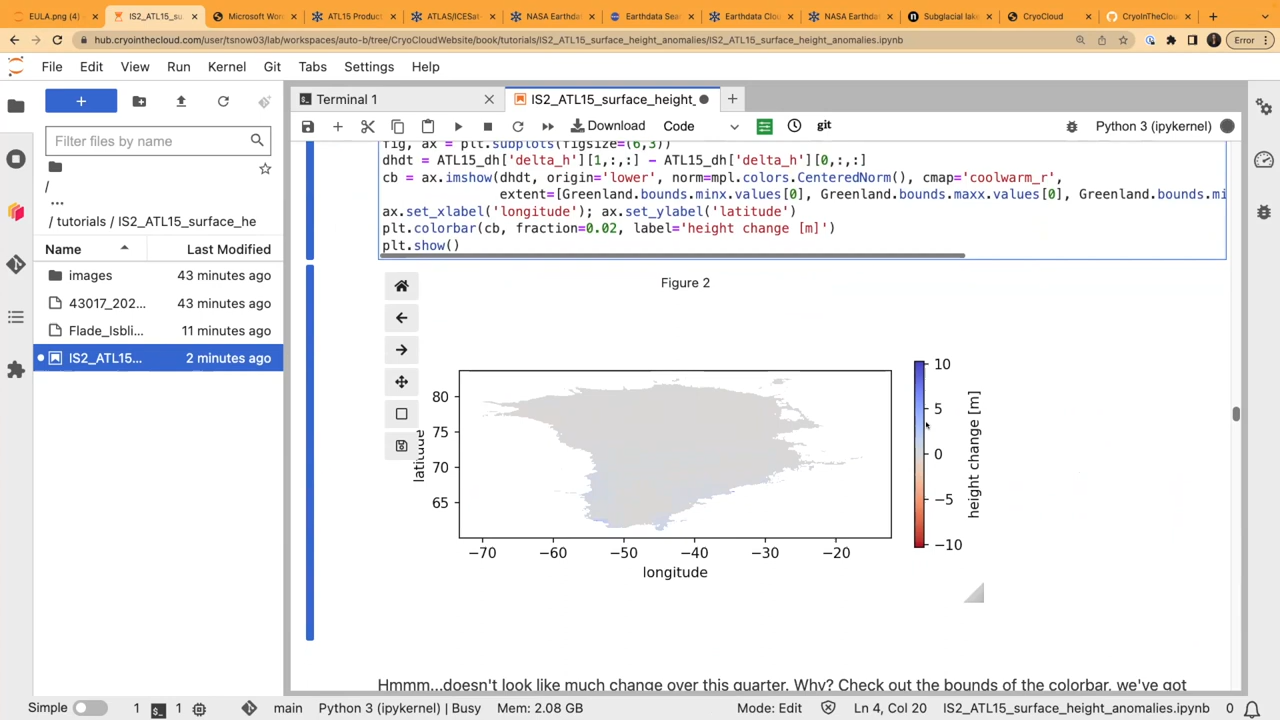 EULA.png (4)
IS2_ATL15_su
Microsoft Won
ATL15 Product
ATLAS/ICESat-
NASA Earthda
Earthdata Sea
Earthdata Clou
NASA Earthda
Subglacial lake
CryoCloud
CryoInTheClou
hub.cryointhecloud.com/user/tsnow03/lab/workspaces/auto-b/tree/CryoCloudWebsite/book/tutorials/IS2_ATL15_surface_height_anomalies/IS2_ATL15_surface_height_anomalies.ipynb
Error
File Edit View Run Kernel Git Tabs Settings Help
Terminal 1
IS2_ATL15_surface_height_
Download Code git
Python 3 (ipykernel)
Filter files by name
/
...
/ tutorials / IS2_ATL15_surface_he
Name Last Modified
images 43 minutes ago
43017_202... 43 minutes ago
Flade_Isbli... 11 minutes ago
IS2_ATL15... 2 minutes ago
fig, ax = plt.subplots(figsize=(6,3))
dhdt = ATL15_dh['delta_h'][1,:,:] - ATL15_dh['delta_h'][0,:,:]
cb = ax.imshow(dhdt, origin='lower', norm=mpl.colors.CenteredNorm(), cmap='coolwarm_r',
extent=[Greenland.bounds.minx.values[0], Greenland.bounds.maxx.values[0], Greenland.bounds.mi
ax.set_xlabel('longitude'); ax.set_ylabel('latitude')
plt.colorbar(cb, fraction=0.02, label='height change [m]')
plt.show()
Figure 2
80
75
70
65
latitude
−70 −60 −50 −40 −30 −20
longitude
10
5
0
−5
−10
height change [m]
Hmmm...doesn't look like much change over this quarter. Why? Check out the bounds of the colorbar, we've got
Simple 1 1 main Python 3 (ipykernel) | Busy Mem: 2.08 GB Mode: Edit Ln 4, Col 20 IS2_ATL15_surface_height_anomalies.ipynb 0